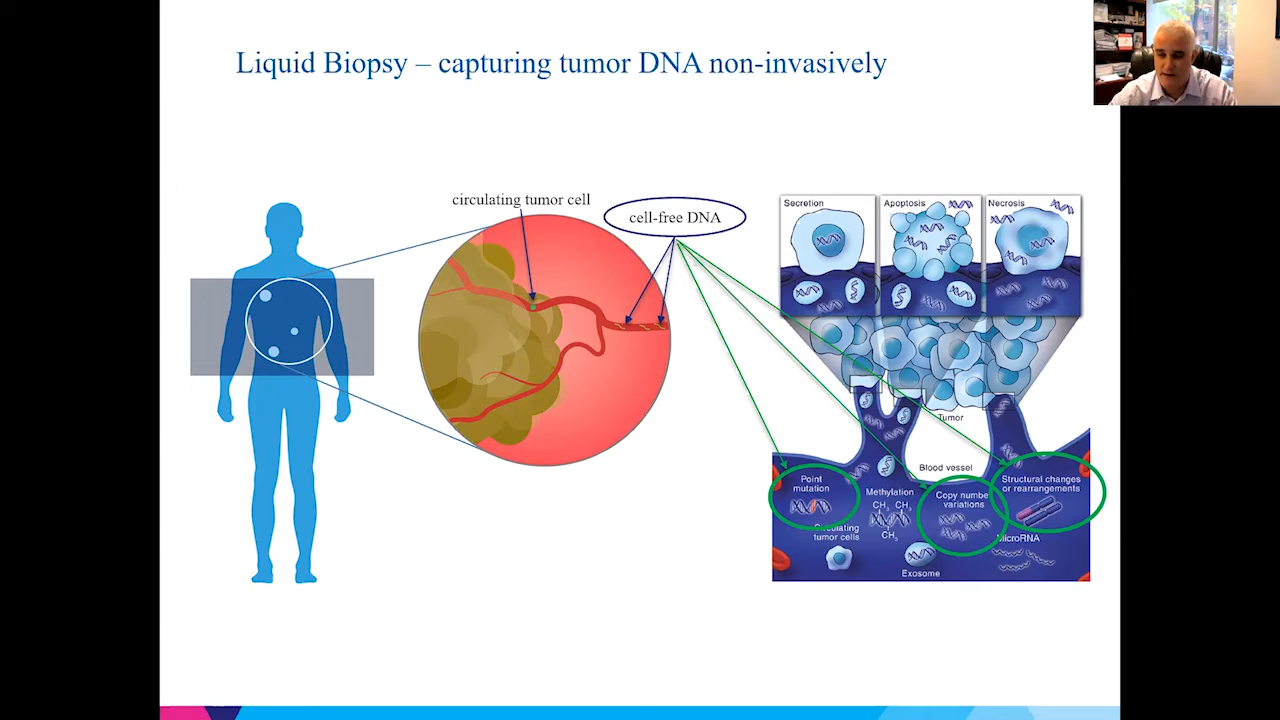 Liquid Biopsy – capturing tumor DNA non-invasively
circulating tumor cell
cell-free DNA
Secretion
Apoptosis
Necrosis
Tumor
Blood vessel
Point
mutation
Methylation
CH3 CH3
CH3
Copy numbe
variations
Structural changes
or rearrangements
Circulating
tumor cells
Exosome
MicroRNA